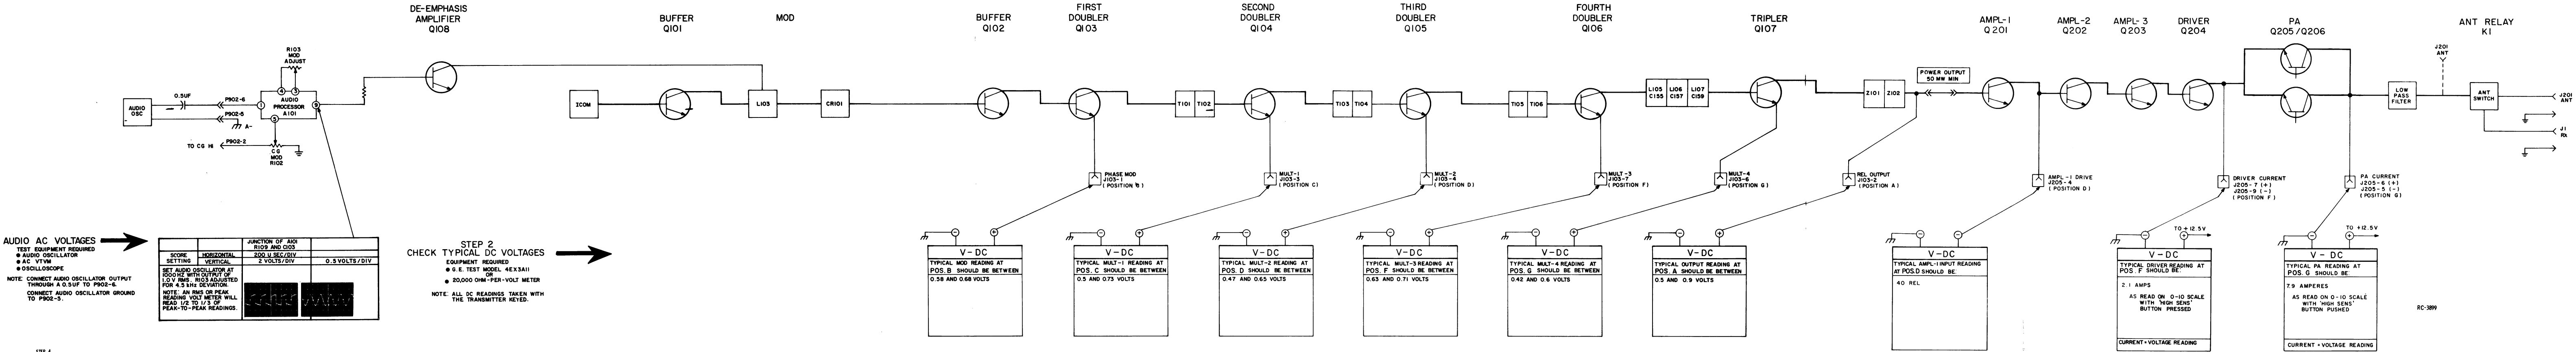 DE-EMPHASIS
AMPLIFIER
Q108
BUFFER
Q101
MOD
BUFFER
Q102
FIRST
DOUBLER
Q103
SECOND
DOUBLER
Q104
THIRD
DOUBLER
Q105
FOURTH
DOUBLER
Q106
TRIPLER
Q107
AMPL-1
Q201
AMPL-2
Q202
AMPL-3
Q203
DRIVER
Q204
PA
Q205/Q206
ANT RELAY
K1
R103
MOD
ADJUST
AUDIO
OSC
0.5UF
P902-6
P902-5
A-
4
3
1
9
5
AUDIO
PROCESSOR
A101
TO CG HI
P902-2
CG
MOD
R102
ICOM
L103
CR101
T101 T102
T103 T104
T105 T106
L105
C155
L106
C157
L107
C159
Z101 Z102
POWER OUTPUT
50 MW MIN
LOW
PASS
FILTER
J201
ANT
ANT
SWITCH
J201
ANT
J1
RX
PHASE MOD
J103-1
(POSITION B)
MULT-1
J103-3
(POSITION C)
MULT-2
J103-4
(POSITION D)
MULT-3
J103-7
(POSITION F)
MULT-4
J103-6
(POSITION G)
REL OUTPUT
J103-2
(POSITION A)
AMPL-1 DRIVE
J205-4
(POSITION D)
DRIVER CURRENT
J205-7 (+)
J205-9 (-)
(POSITION F)
PA CURRENT
J205-6 (+)
J205-5 (-)
(POSITION G)
AUDIO AC VOLTAGES
TEST EQUIPMENT REQUIRED
● AUDIO OSCILLATOR
● AC VTVM
● OSCILLOSCOPE
NOTE: CONNECT AUDIO OSCILLATOR OUTPUT
THROUGH A 0.5UF TO P902-6.
CONNECT AUDIO OSCILLATOR GROUND
TO P902-5.
JUNCTION OF A101
R109 AND C103
SCORE
SETTING
HORIZONTAL
200 U SEC/DIV
VERTICAL
2 VOLTS/DIV
0.5 VOLTS/DIV
SET AUDIO OSCILLATOR AT
1000 HZ WITH OUTPUT OF
1.0 V RMS. R103 ADJUSTED
FOR 4.5 kHz DEVIATION.
NOTE: AN RMS OR PEAK
READING VOLT METER WILL
READ 1/2 TO 1/3 OF
PEAK-TO-PEAK READINGS.
STEP 2
CHECK TYPICAL DC VOLTAGES
EQUIPMENT REQUIRED
● G.E. TEST MODEL 4EX3A11
OR
● 20,000 OHM-PER-VOLT METER
NOTE: ALL DC READINGS TAKEN WITH
THE TRANSMITTER KEYED.
V-DC
TYPICAL MOD READING AT
POS. B SHOULD BE BETWEEN
0.58 AND 0.68 VOLTS
V-DC
TYPICAL MULT-1 READING AT
POS. C SHOULD BE BETWEEN
0.5 AND 0.73 VOLTS
V-DC
TYPICAL MULT-2 READING AT
POS. D SHOULD BE BETWEEN
0.47 AND 0.65 VOLTS
V-DC
TYPICAL MULT-3 READING AT
POS. F SHOULD BE BETWEEN
0.63 AND 0.71 VOLTS
V-DC
TYPICAL MULT-4 READING AT
POS. G SHOULD BE BETWEEN
0.42 AND 0.6 VOLTS
V-DC
TYPICAL OUTPUT READING AT
POS. A SHOULD BE BETWEEN
0.5 AND 0.9 VOLTS
V-DC
TYPICAL AMPL-1 INPUT READING
AT POS.D SHOULD BE:
40 REL
TO +12.5V
V-DC
TYPICAL DRIVER READING AT
POS. F SHOULD BE:
2.1 AMPS
AS READ ON 0-10 SCALE
WITH 'HIGH SENS'
BUTTON PRESSED
CURRENT = VOLTAGE READING
TO +12.5V
V-DC
TYPICAL PA READING AT
POS. G SHOULD BE:
7.9 AMPERES
AS READ ON 0-10 SCALE
WITH 'HIGH SENS'
BUTTON PUSHED
CURRENT = VOLTAGE READING
RC-3899